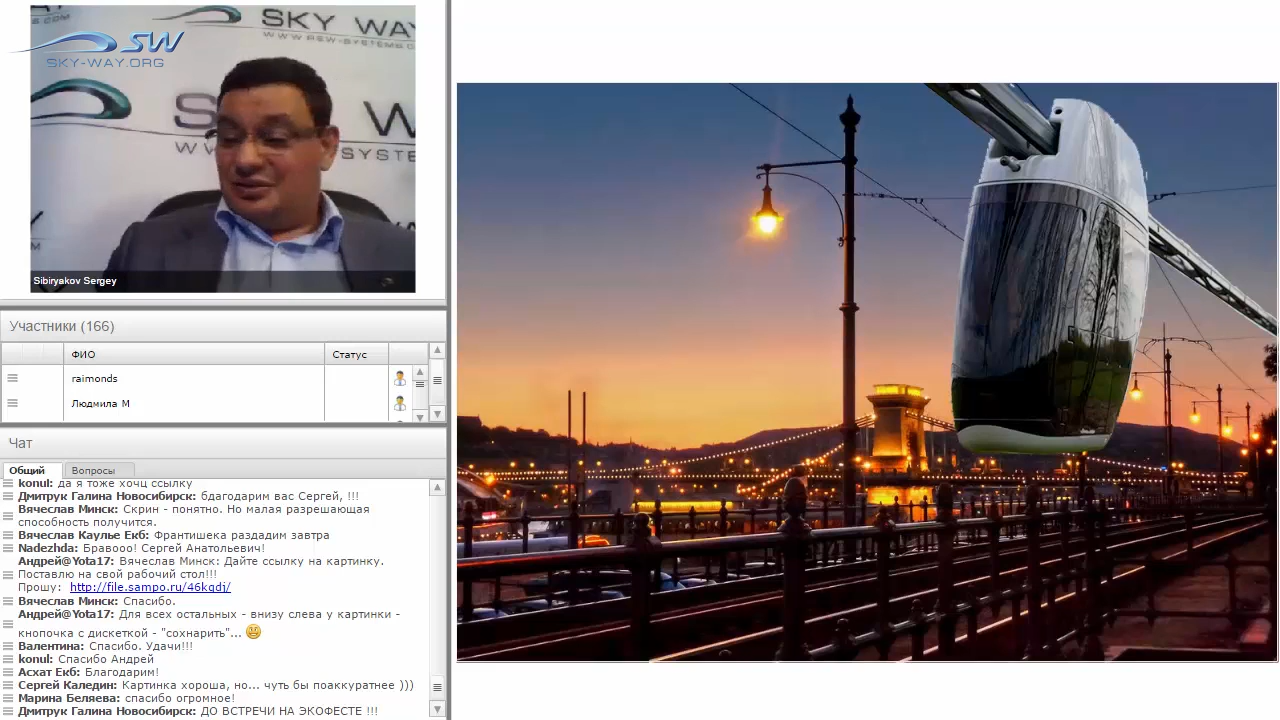 SKY WAY
WWW.RSW-SYSTEMS.C
SW
SKY-WAY.ORG
S
W
SYSTE
Sibiryakov Sergey
Участники (166)
ФИО Статус
raimonds
Людмила М
Чат
Общий Вопросы
konul: да я тоже хочц ссылку
Дмитрук Галина Новосибирск: бдагодарим вас Сергей, !!!
Вячеслав Минск: Скрин - понятно. Но малая разрешающая
способность получится.
Вячеслав Каулье Екб: Франтишека раздадим завтра
Nadezhda: Бравооо! Сергей Анатольевич!
Андрей@Yota17: Вячеслав Минск: Дайте ссылку на картинку.
Поставлю на свой рабочий стол!!!
Прошу: http://file.sampo.ru/46kqdj/
Вячеслав Минск: Спасибо.
Андрей@Yota17: Для всех остальных - внизу слева у картинки -
кнопочка с дискеткой - "сохнарить"...
Валентина: Спасибо. Удачи!!!
konul: Спасибо Андрей
Асхат Екб: Благодарим!
Сергей Каледин: Картинка хороша, но... чуть бы поаккуратнее )))
Марина Беляева: спасибо огромное!
Дмитрук Галина Новосибирск: ДО ВСТРЕЧИ НА ЭКОФЕСТЕ !!!